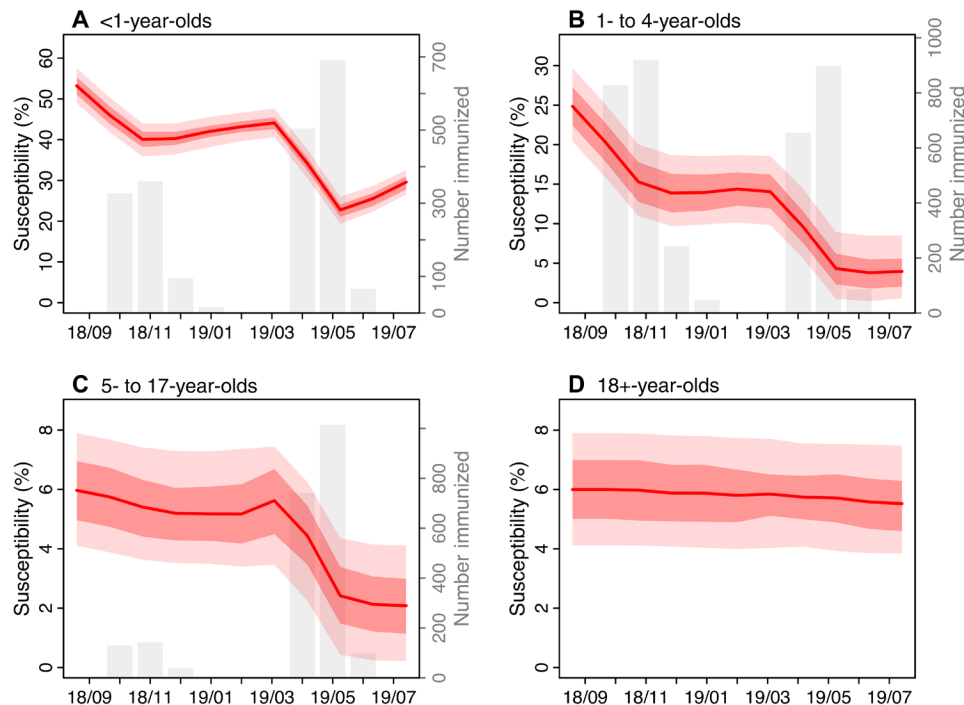 A <1-year-olds
Susceptibility (%)
0 10 20 30 40 50 60
0 100 300 500 700
Number immunized
18/09 18/11 19/01 19/03 19/05 19/07
B 1- to 4-year-olds
Susceptibility (%)
0 5 10 15 20 25 30
0 200 400 600 800 1000
Number immunized
18/09 18/11 19/01 19/03 19/05 19/07
C 5- to 17-year-olds
Susceptibility (%)
0 2 4 6 8
0 200 400 600 800
Number immunized
18/09 18/11 19/01 19/03 19/05 19/07
D 18+-year-olds
Susceptibility (%)
0 2 4 6 8
18/09 18/11 19/01 19/03 19/05 19/07